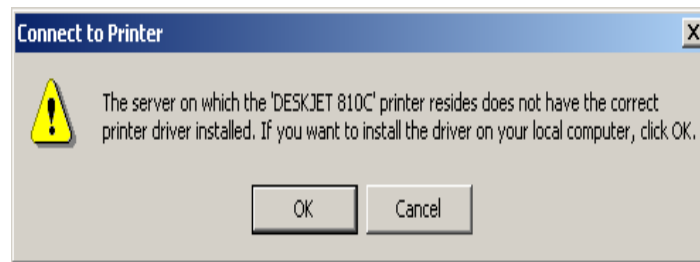 Connect to Printer
The server on which the 'DESKJET 810C' printer resides does not have the correct
printer driver installed. If you want to install the driver on your local computer, click OK.
OK Cancel